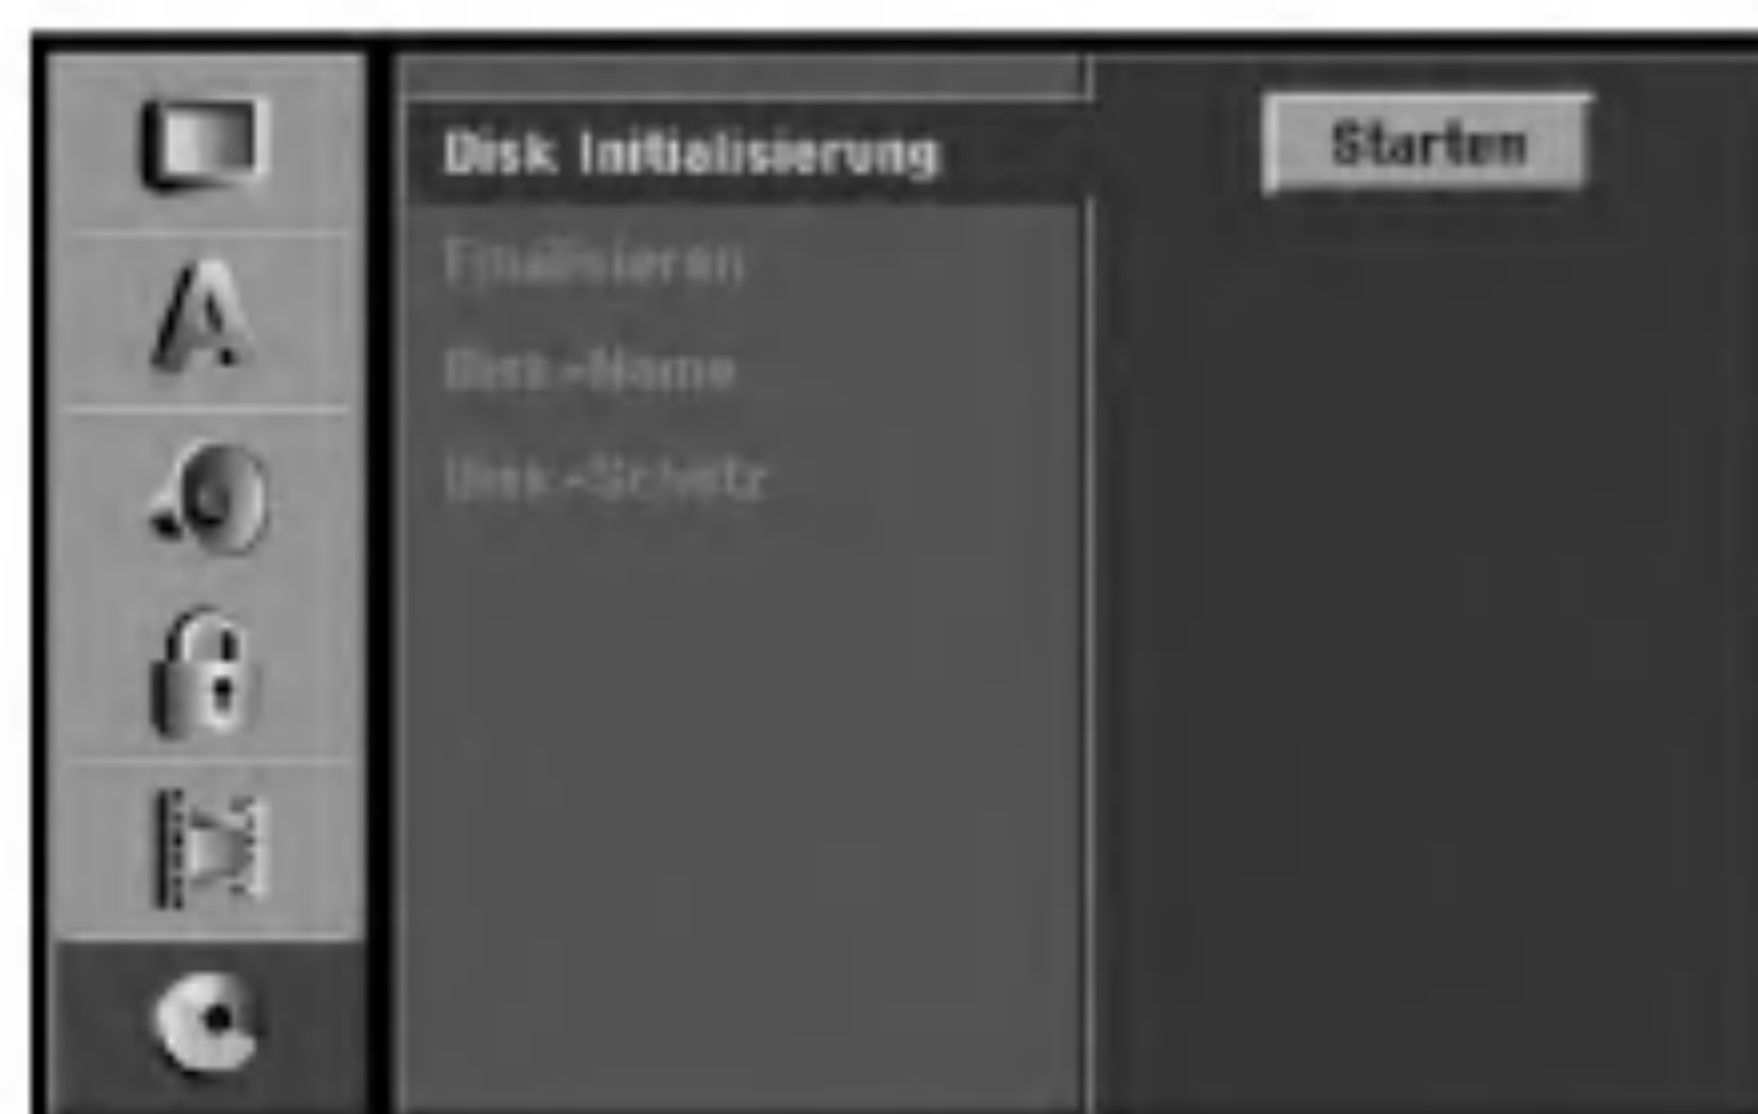 Disk Initialisierung
Starten
Finalisieren
Disk-Name
Disk-Schutz